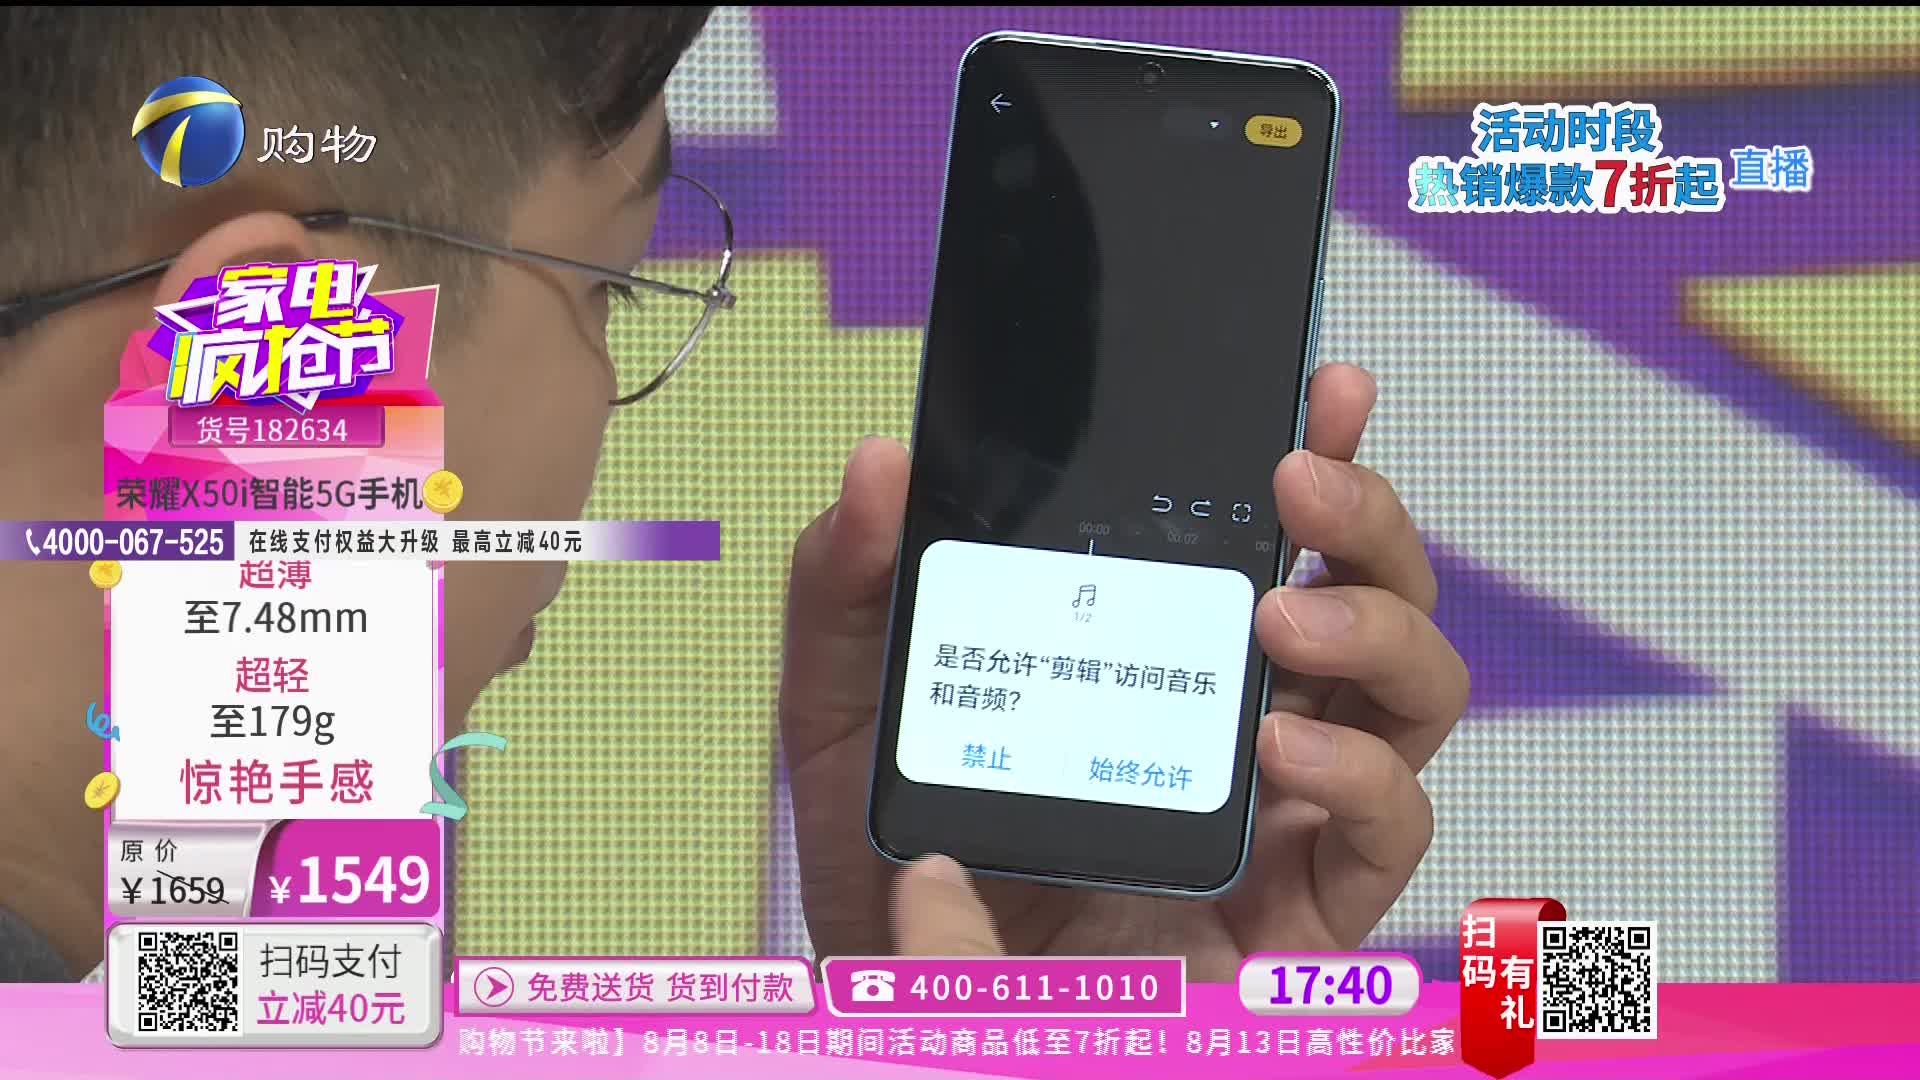 购物
活动时段
热销爆款7折起
直播
家电
疯抢节
货号182634
荣耀X50i智能5G手机
4000-067-525
在线支付权益大升级 最高立减40元
超薄
至7.48mm
超轻
至179g
惊艳手感
原价
¥1659
¥1549
扫码支付
立减40元
导出
00:00
00:02
1/2
是否允许“剪辑”访问音乐
和音频?
禁止
始终允许
免费送货 货到付款
400-611-1010
17:40
扫码
有礼
购物节来啦】8月8日-18日期间活动商品低至7折起！8月13日高性价比家